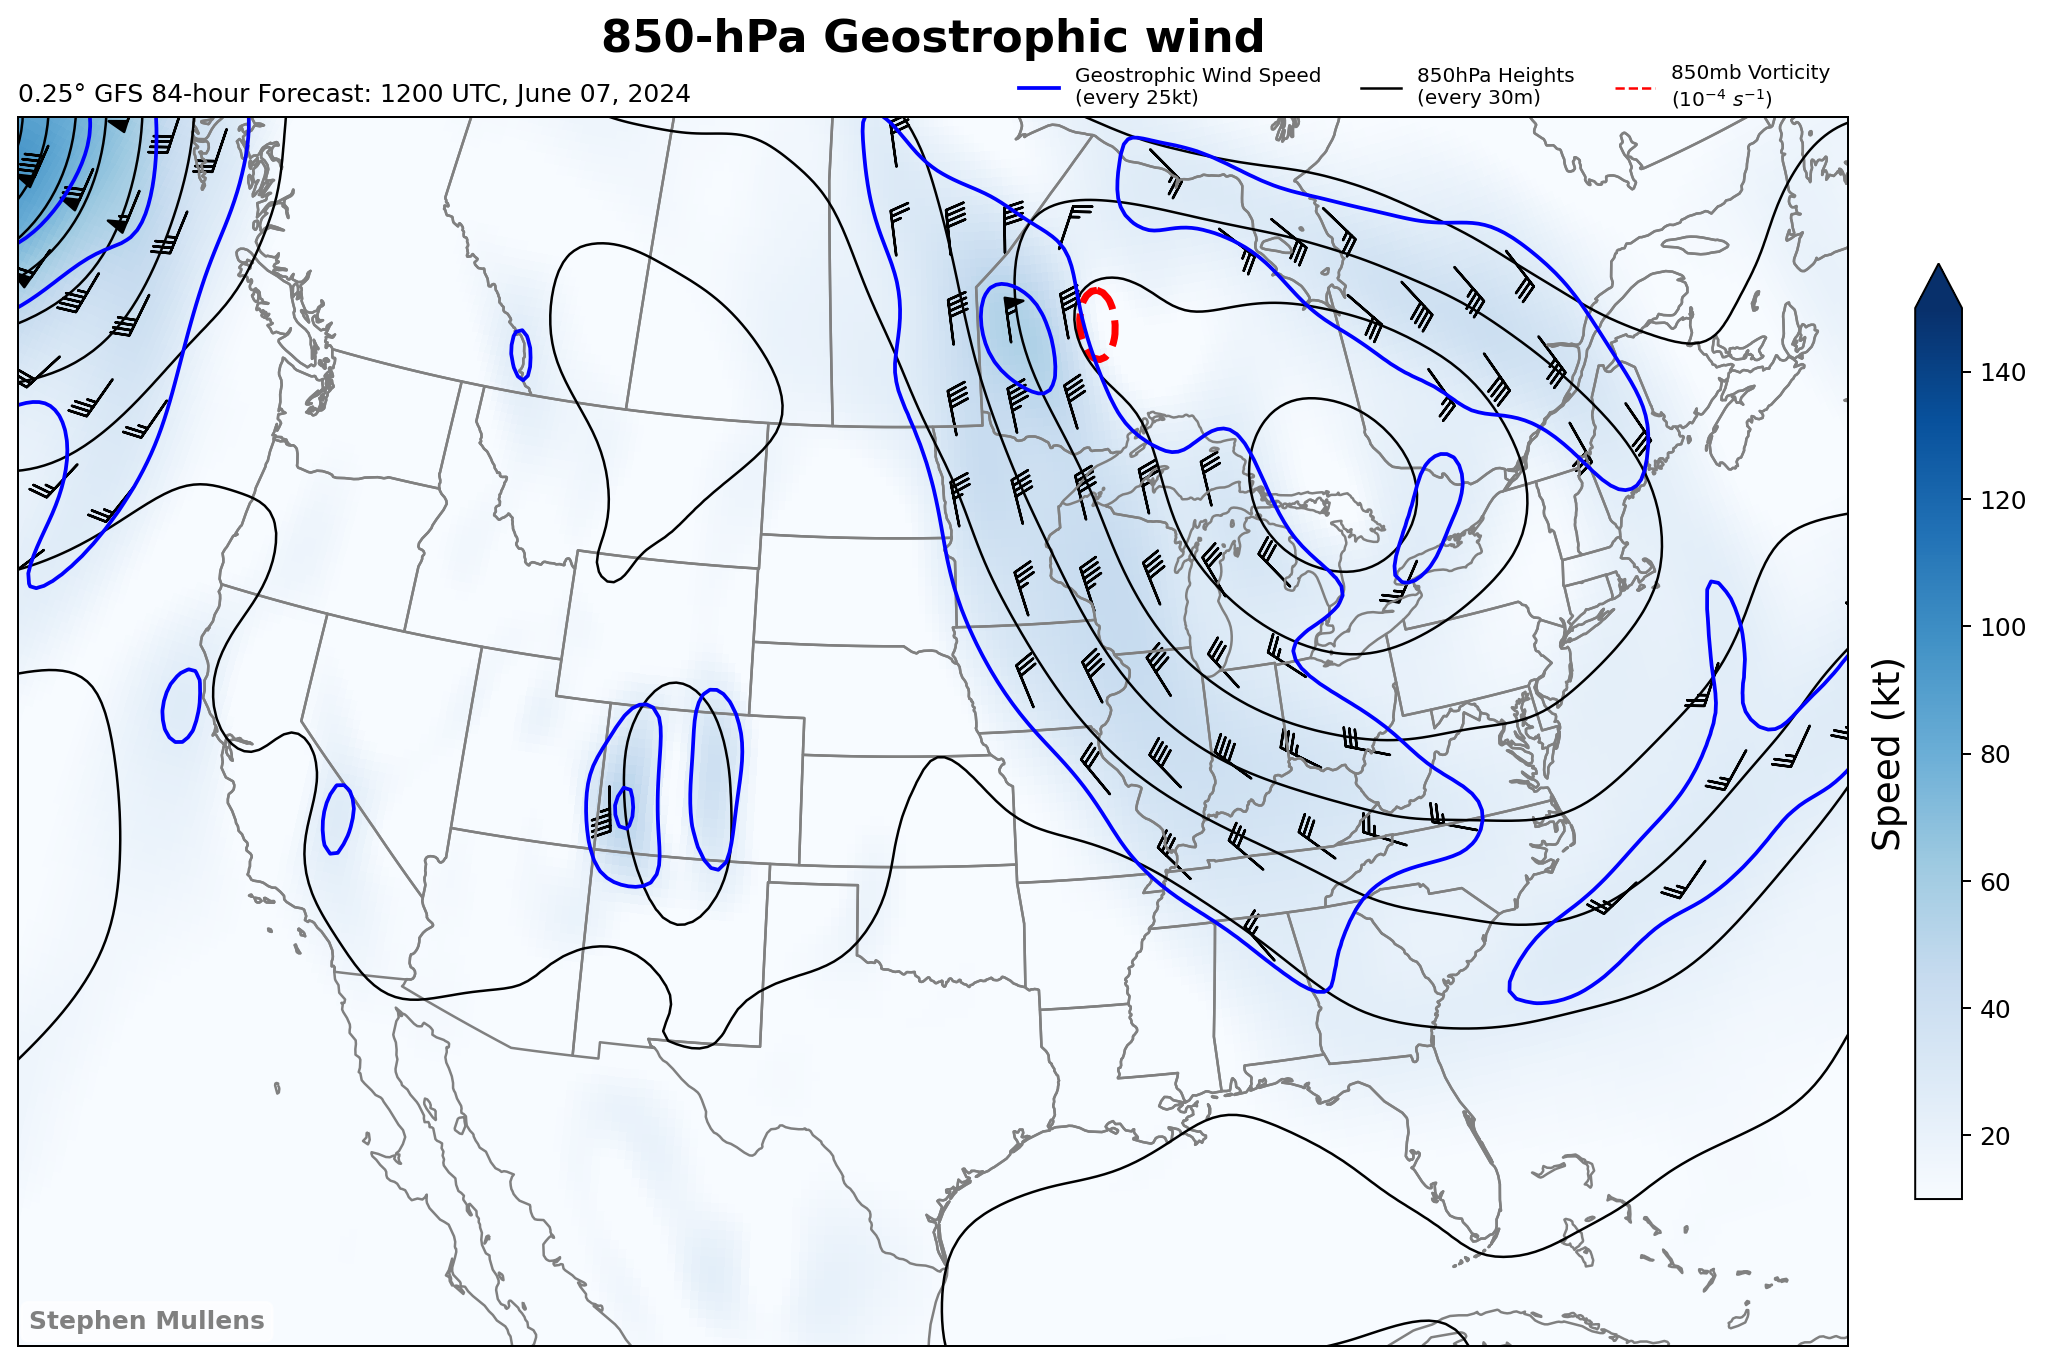 850-hPa Geostrophic wind
0.25° GFS 84-hour Forecast: 1200 UTC, June 07, 2024
Geostrophic Wind Speed
(every 25kt)
850hPa Heights
(every 30m)
850mb Vorticity
(10⁻⁴ s⁻¹)
140
120
100
80
60
40
20
Speed (kt)
Stephen Mullens